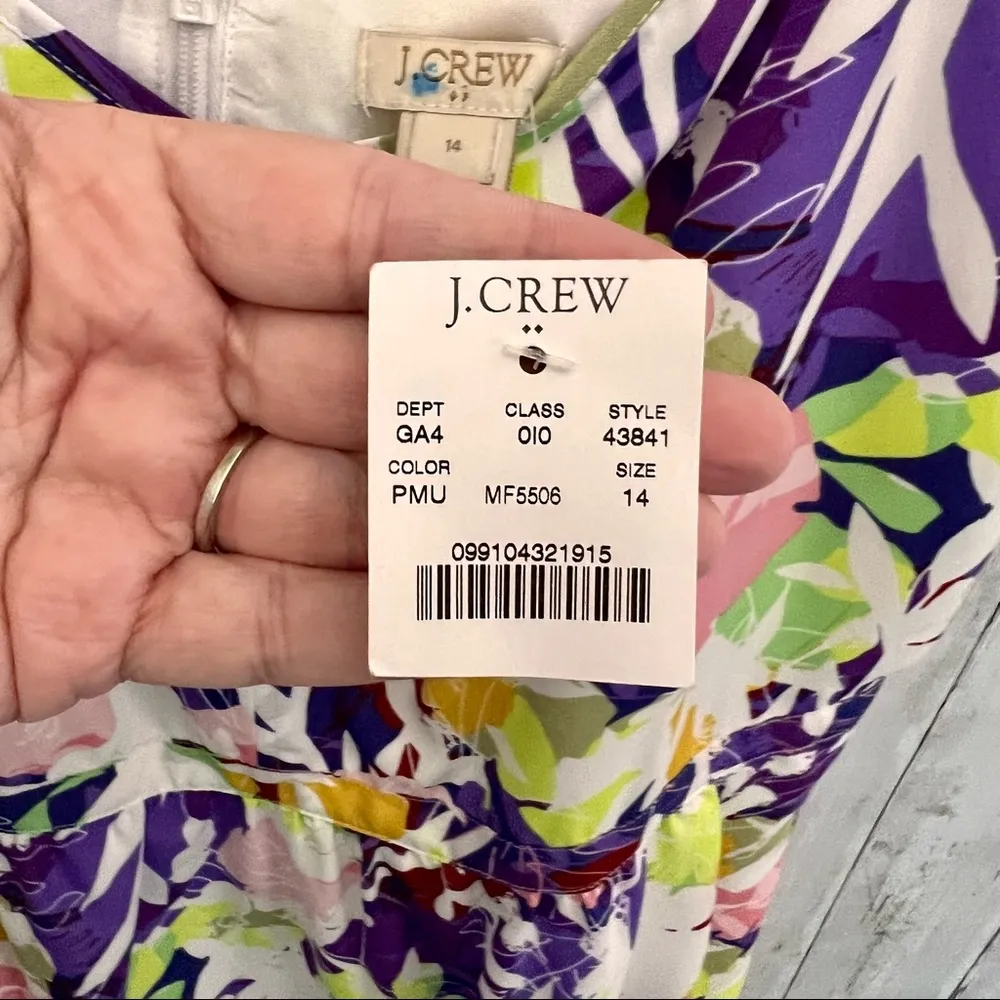 J.CREW
14
J.CREW
DEPT CLASS STYLE
GA4 010 43841
COLOR SIZE
PMU MF5506 14
099104321915